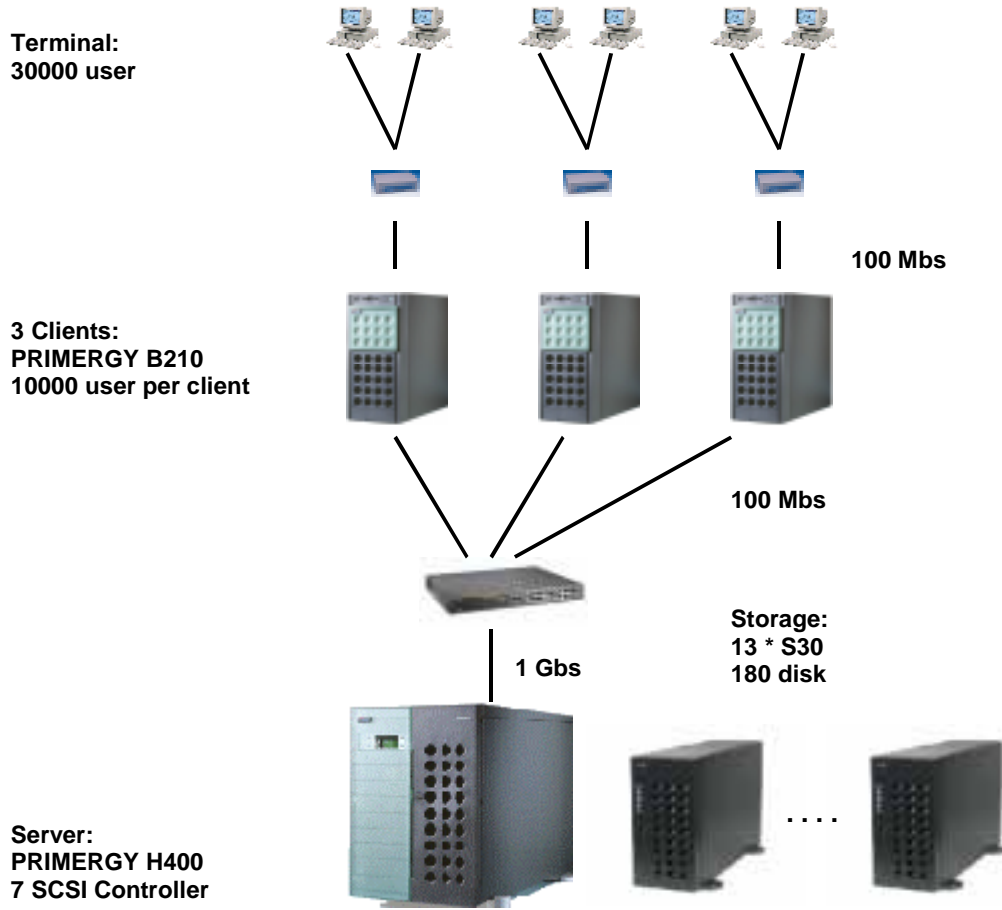 Terminal:
30000 user
100 Mbs
3 Clients:
PRIMERGY B210
10000 user per client
100 Mbs
Storage:
13 * S30
180 disk
1 Gbs
. . . .
Server:
PRIMERGY H400
7 SCSI Controller